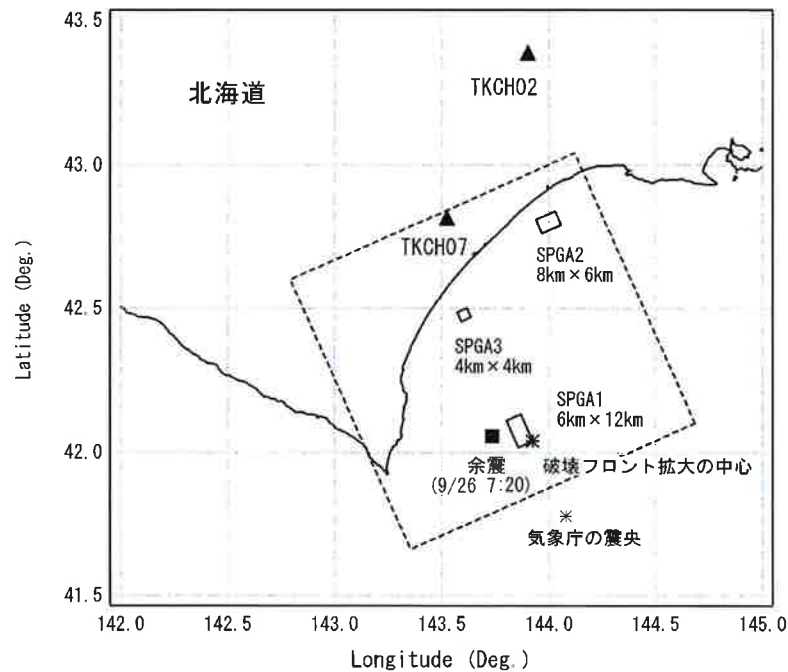 43.5
北海道
TKCH02
43.0
TKCH07
SPGA2
8km×6km
Latitude (Deg.)
42.5
SPGA3
4km×4km
SPGA1
6km×12km
42.0
余震
(9/26 7:20)
破壊フロント拡大の中心
気象庁の震央
41.5
142.0 142.5 143.0 143.5 144.0 144.5 145.0
Longitude (Deg.)